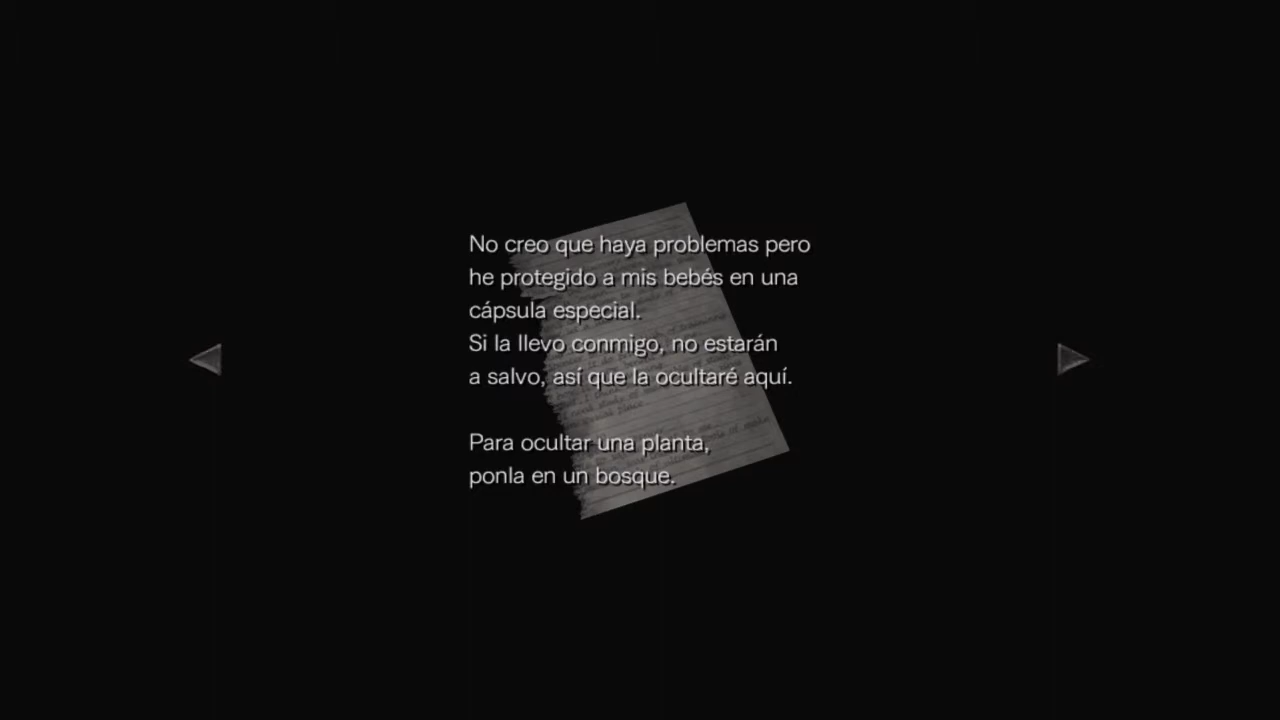 No creo que haya problemas pero
he protegido a mis bebés en una
cápsula especial.
Si la llevo conmigo, no estarán
a salvo, así que la ocultaré aquí.
Para ocultar una planta,
ponla en un bosque.